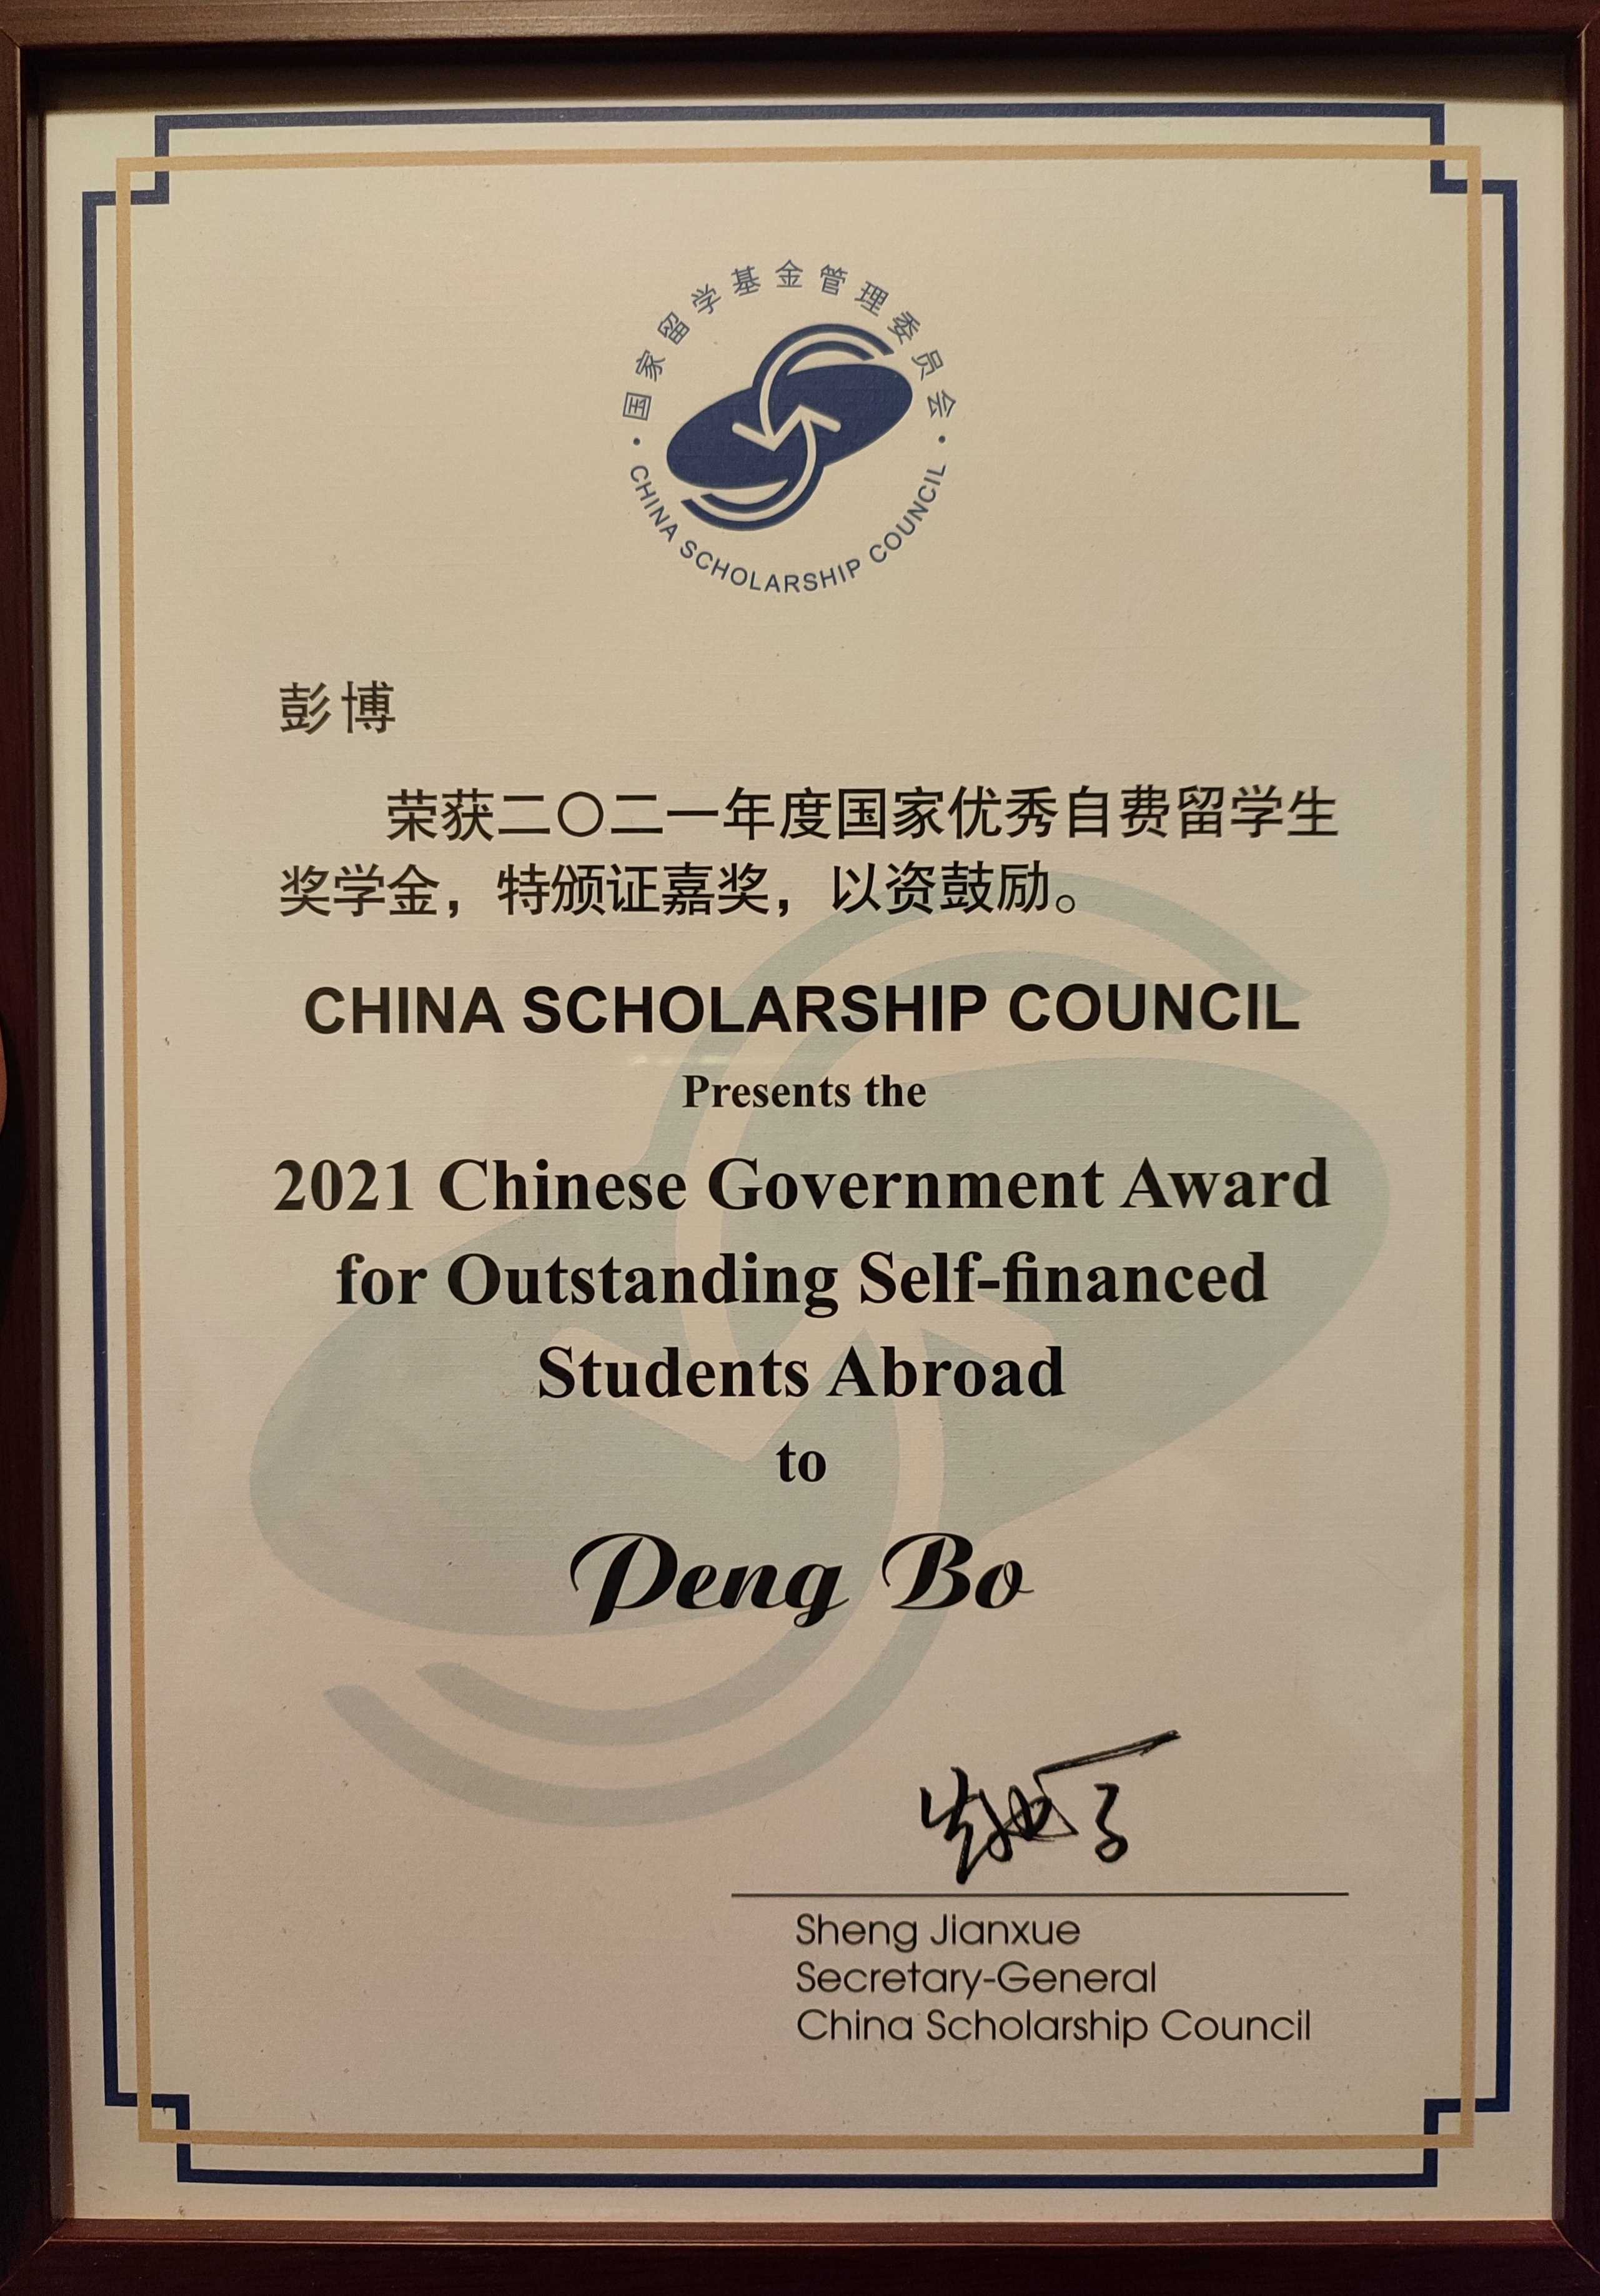 国家留学基金管理委员会
CHINA SCHOLARSHIP COUNCIL
彭博
荣获二〇二一年度国家优秀自费留学生
奖学金，特颁证嘉奖，以资鼓励。
CHINA SCHOLARSHIP COUNCIL
Presents the
2021 Chinese Government Award
for Outstanding Self-financed
Students Abroad
to
Peng Bo
Sheng Jianxue
Secretary-General
China Scholarship Council